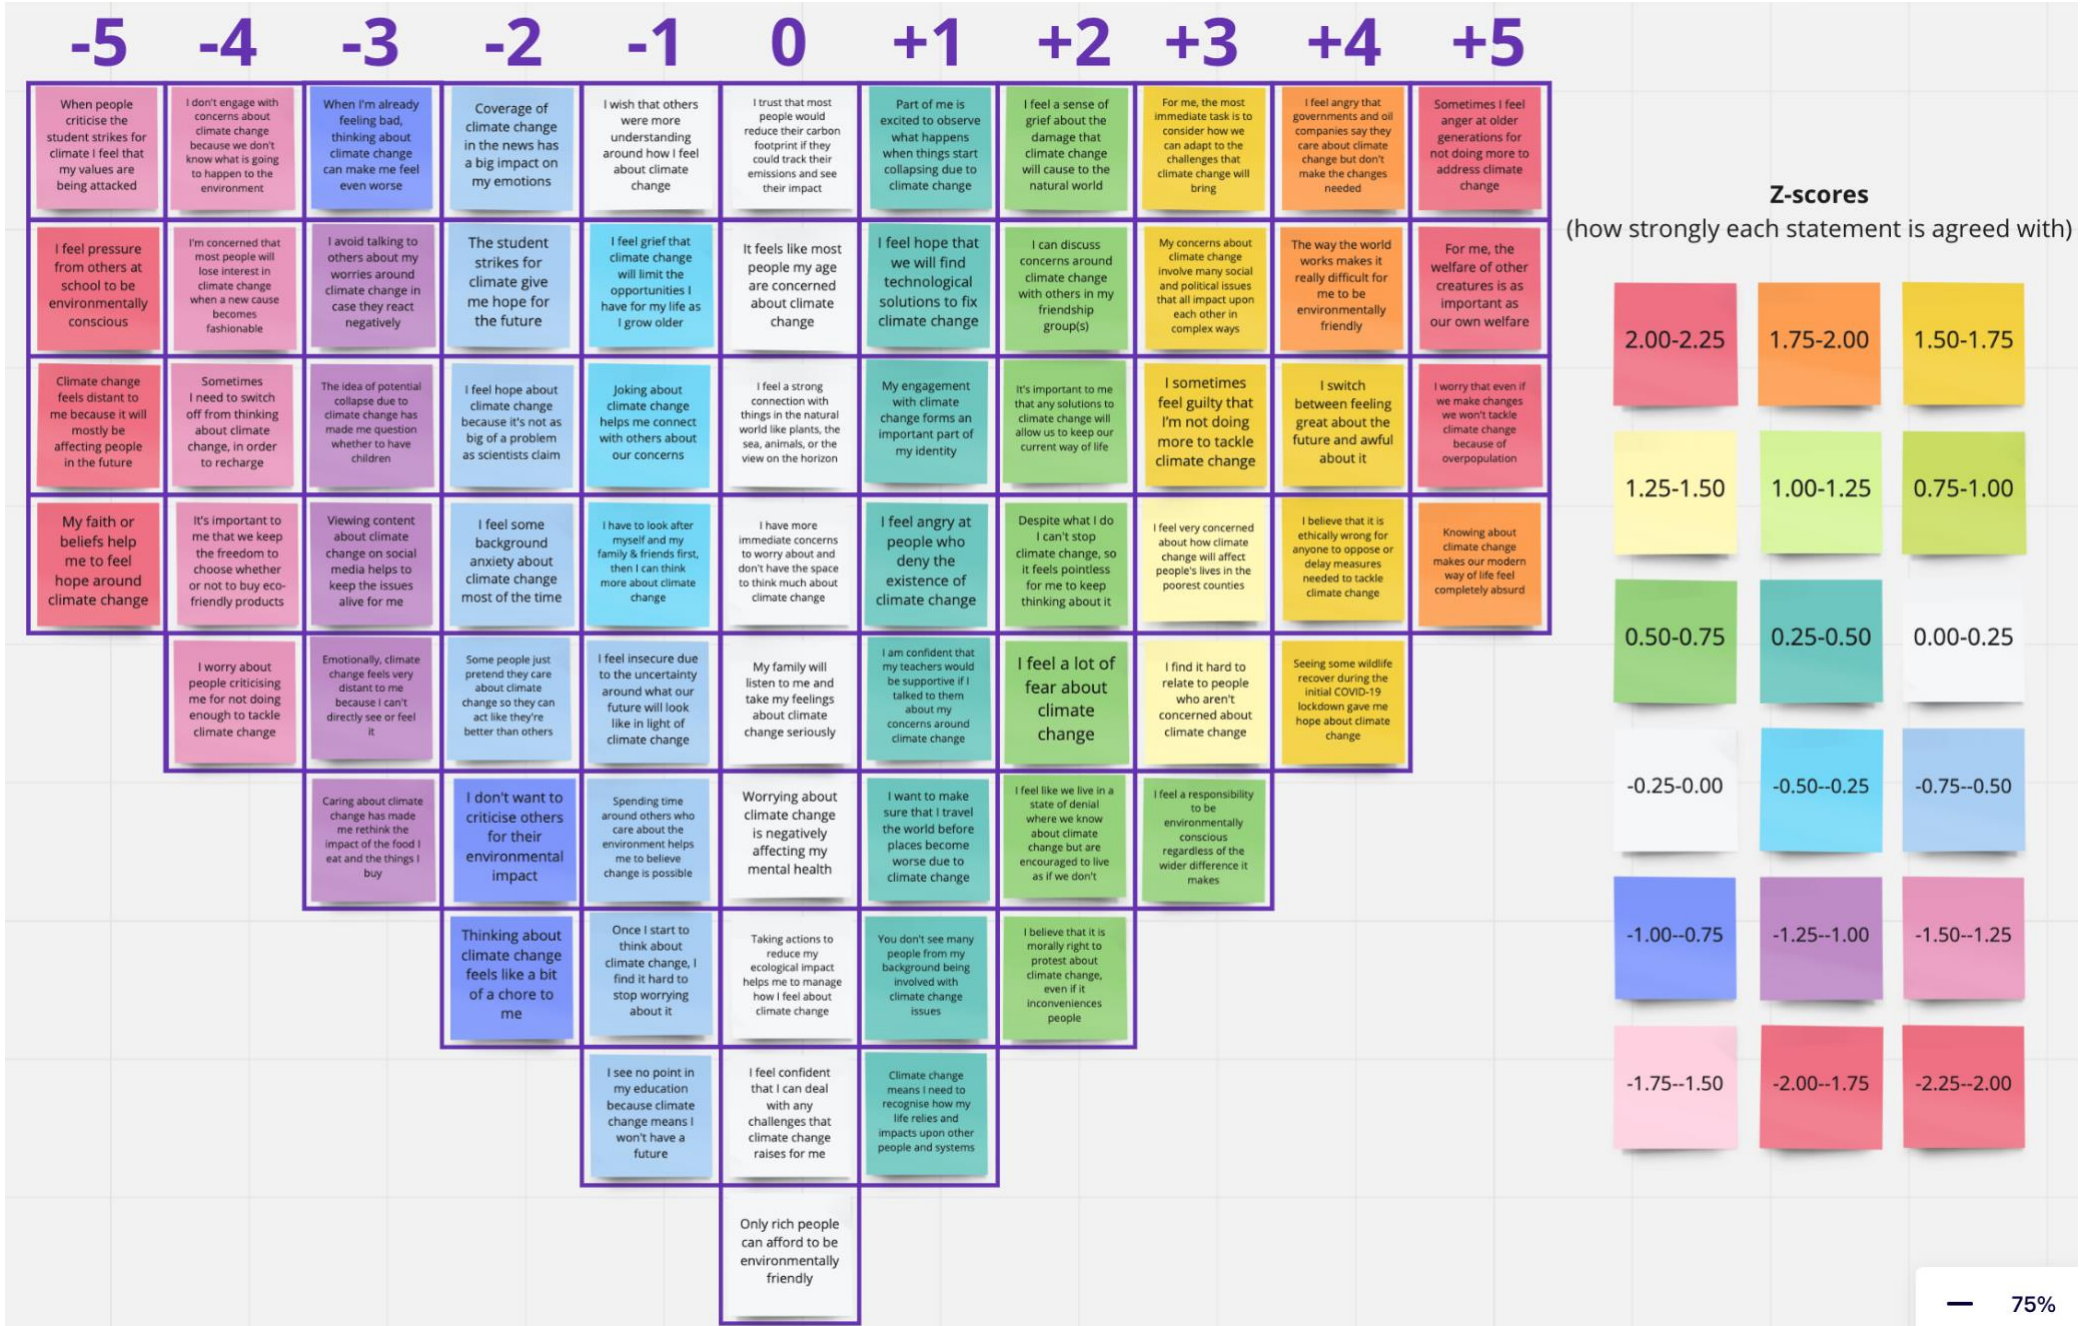 -5 -4 -3 -2 -1 0 +1 +2 +3 +4 +5
When people
criticise the
student strikes for
climate I feel that
my values are
being attacked
I don't engage with
concerns about
climate change
because we don't
know what is going
to happen to the
environment
When I'm already
feeling bad,
thinking about
climate change
can make me feel
even worse
Coverage of
climate change
in the news has
a big impact on
my emotions
I wish that others
were more
understanding
around how I feel
about climate
change
I trust that most
people would
reduce their carbon
footprint if they
could track their
emissions and see
their impact
Part of me is
excited to observe
what happens
when things start
collapsing due to
climate change
I feel a sense of
grief about the
damage that
climate change
will cause to the
natural world
For me, the most
immediate task is to
consider how we
can adapt to the
challenges that
climate change will
bring
I feel angry that
governments and oil
companies say they
care about climate
change but don't
make the changes
needed
Sometimes I feel
anger at older
generations for
not doing more to
address climate
change
I feel pressure
from others at
school to be
environmentally
conscious
I'm concerned that
most people will
lose interest in
climate change
when a new cause
becomes
fashionable
I avoid talking to
others about my
worries around
climate change in
case they react
negatively
The student
strikes for
climate give
me hope for
the future
I feel grief that
climate change
will limit the
opportunities I
have for my life as
I grow older
It feels like most
people my age
are concerned
about climate
change
I feel hope that
we will find
technological
solutions to fix
climate change
I can discuss
concerns around
climate change
with others in my
friendship
group(s)
My concerns about
climate change
involve many social
and political issues
that all impact upon
each other in
complex ways
The way the world
works makes it
really difficult for
me to be
environmentally
friendly
For me, the
welfare of other
creatures is as
important as
our own welfare
Climate change
feels distant to
me because it will
mostly be
affecting people
in the future
Sometimes
I need to switch
off from thinking
about climate
change, in order
to recharge
The idea of potential
collapse due to
climate change has
made me question
whether to have
children
I feel hope about
climate change
because it's not as
big of a problem
as scientists claim
Joking about
climate change
helps me connect
with others about
our concerns
I feel a strong
connection with
things in the natural
world like plants, the
sea, animals, or the
view on the horizon
My engagement
with climate
change forms an
important part of
my identity
It's important to me
that any solutions to
climate change will
allow us to keep our
current way of life
I sometimes
feel guilty that
I'm not doing
more to tackle
climate change
I switch
between feeling
great about the
future and awful
about it
I worry that even if
we make changes
we won't tackle
climate change
because of
overpopulation
My faith or
beliefs help
me to feel
hope around
climate change
It's important to
me that we keep
the freedom to
choose whether
or not to buy eco-
friendly products
Viewing content
about climate
change on social
media helps to
keep the issues
alive for me
I feel some
background
anxiety about
climate change
most of the time
I have to look after
myself and my
family & friends first,
then I can think
more about climate
change
I have more
immediate concerns
to worry about and
don't have the space
to think much about
climate change
I feel angry at
people who
deny the
existence of
climate change
Despite what I do
I can't stop
climate change, so
it feels pointless
for me to keep
thinking about it
I feel very concerned
about how climate
change will affect
people's lives in the
poorest counties
I believe that it is
ethically wrong for
anyone to oppose or
delay measures
needed to tackle
climate change
Knowing about
climate change
makes our modern
way of life feel
completely absurd
I worry about
people criticising
me for not doing
enough to tackle
climate change
Emotionally, climate
change feels very
distant to me
because I can't
directly see or feel
it
Some people just
pretend they care
about climate
change so they can
act like they're
better than others
I feel insecure due
to the uncertainty
around what our
future will look
like in light of
climate change
My family will
listen to me and
take my feelings
about climate
change seriously
I am confident that
my teachers would
be supportive if I
talked to them
about my
concerns around
climate change
I feel a lot of
fear about
climate
change
I find it hard to
relate to people
who aren't
concerned about
climate change
Seeing some wildlife
recover during the
initial COVID-19
lockdown gave me
hope about climate
change
Caring about climate
change has made
me rethink the
impact of the food I
eat and the things I
buy
I don't want to
criticise others
for their
environmental
impact
Spending time
around others who
care about the
environment helps
me to believe
change is possible
Worrying about
climate change
is negatively
affecting my
mental health
I want to make
sure that I travel
the world before
places become
worse due to
climate change
I feel like we live in a
state of denial
where we know
about climate
change but are
encouraged to live
as if we don't
I feel a responsibility
to be
environmentally
conscious
regardless of the
wider difference it
makes
Thinking about
climate change
feels like a bit
of a chore to
me
Once I start to
think about
climate change, I
find it hard to
stop worrying
about it
Taking actions to
reduce my
ecological impact
helps me to manage
how I feel about
climate change
You don't see many
people from my
background being
involved with
climate change
issues
I believe that it is
morally right to
protest about
climate change,
even if it
inconveniences
people
I see no point in
my education
because climate
change means I
won't have a
future
I feel confident
that I can deal
with any
challenges that
climate change
raises for me
Climate change
means I need to
recognise how my
life relies and
impacts upon other
people and systems
Only rich people
can afford to be
environmentally
friendly
Z-scores
(how strongly each statement is agreed with)
2.00-2.25 1.75-2.00 1.50-1.75
1.25-1.50 1.00-1.25 0.75-1.00
0.50-0.75 0.25-0.50 0.00-0.25
-0.25-0.00 -0.50--0.25 -0.75--0.50
-1.00--0.75 -1.25--1.00 -1.50--1.25
-1.75--1.50 -2.00--1.75 -2.25--2.00
— 75%